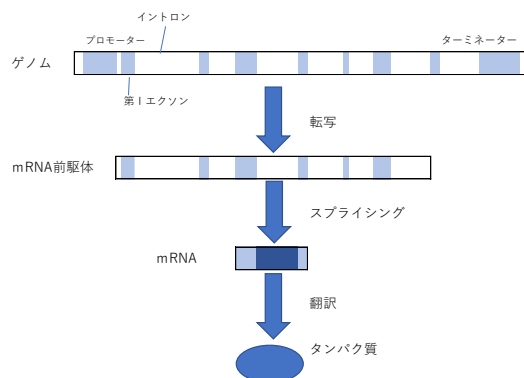 イントロン
プロモーター
ターミネーター
ゲノム
第1エクソン
転写
mRNA前駆体
スプライシング
mRNA
翻訳
タンパク質